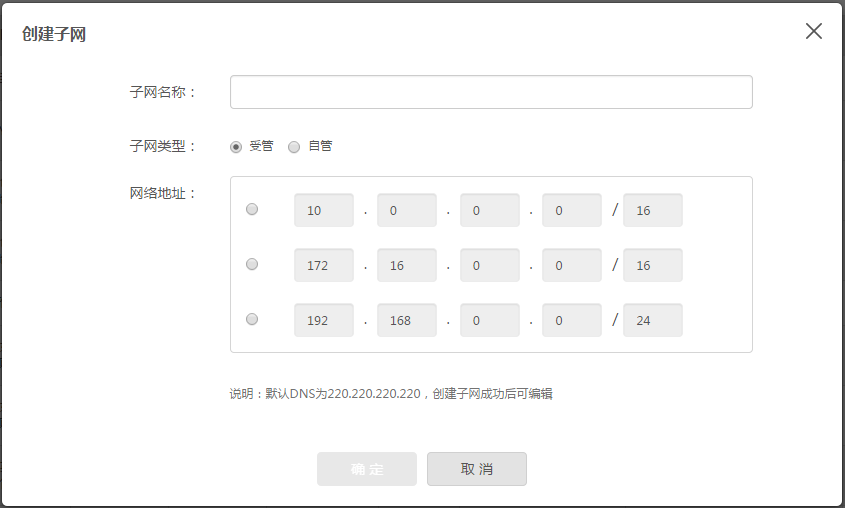 创建子网
子网名称：
子网类型： 受管 自管
网络地址： 10 . 0 . 0 . 0 / 16
172 . 16 . 0 . 0 / 16
192 . 168 . 0 . 0 / 24
说明：默认DNS为220.220.220.220，创建子网成功后可编辑
确 定 取 消